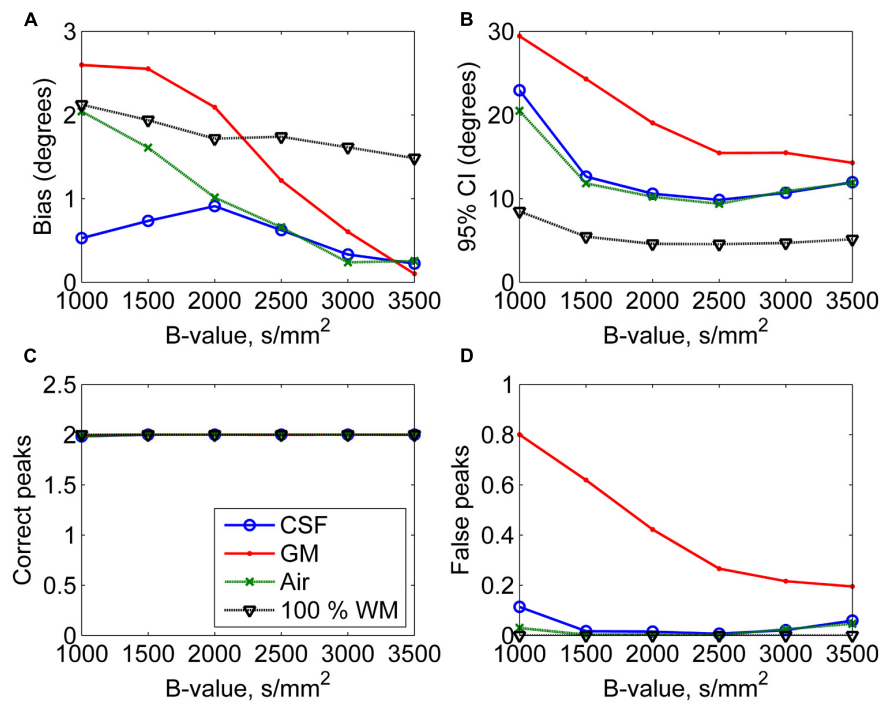 A
B
3
2
1
0
Bias (degrees)
1000 1500 2000 2500 3000 3500
B-value, s/mm²
30
20
10
0
95% CI (degrees)
1000 1500 2000 2500 3000 3500
B-value, s/mm²
C
D
2.5
2
1.5
1
0.5
0
Correct peaks
CSF
GM
Air
100 % WM
1000 1500 2000 2500 3000 3500
B-value, s/mm²
1
0.8
0.6
0.4
0.2
0
False peaks
1000 1500 2000 2500 3000 3500
B-value, s/mm²